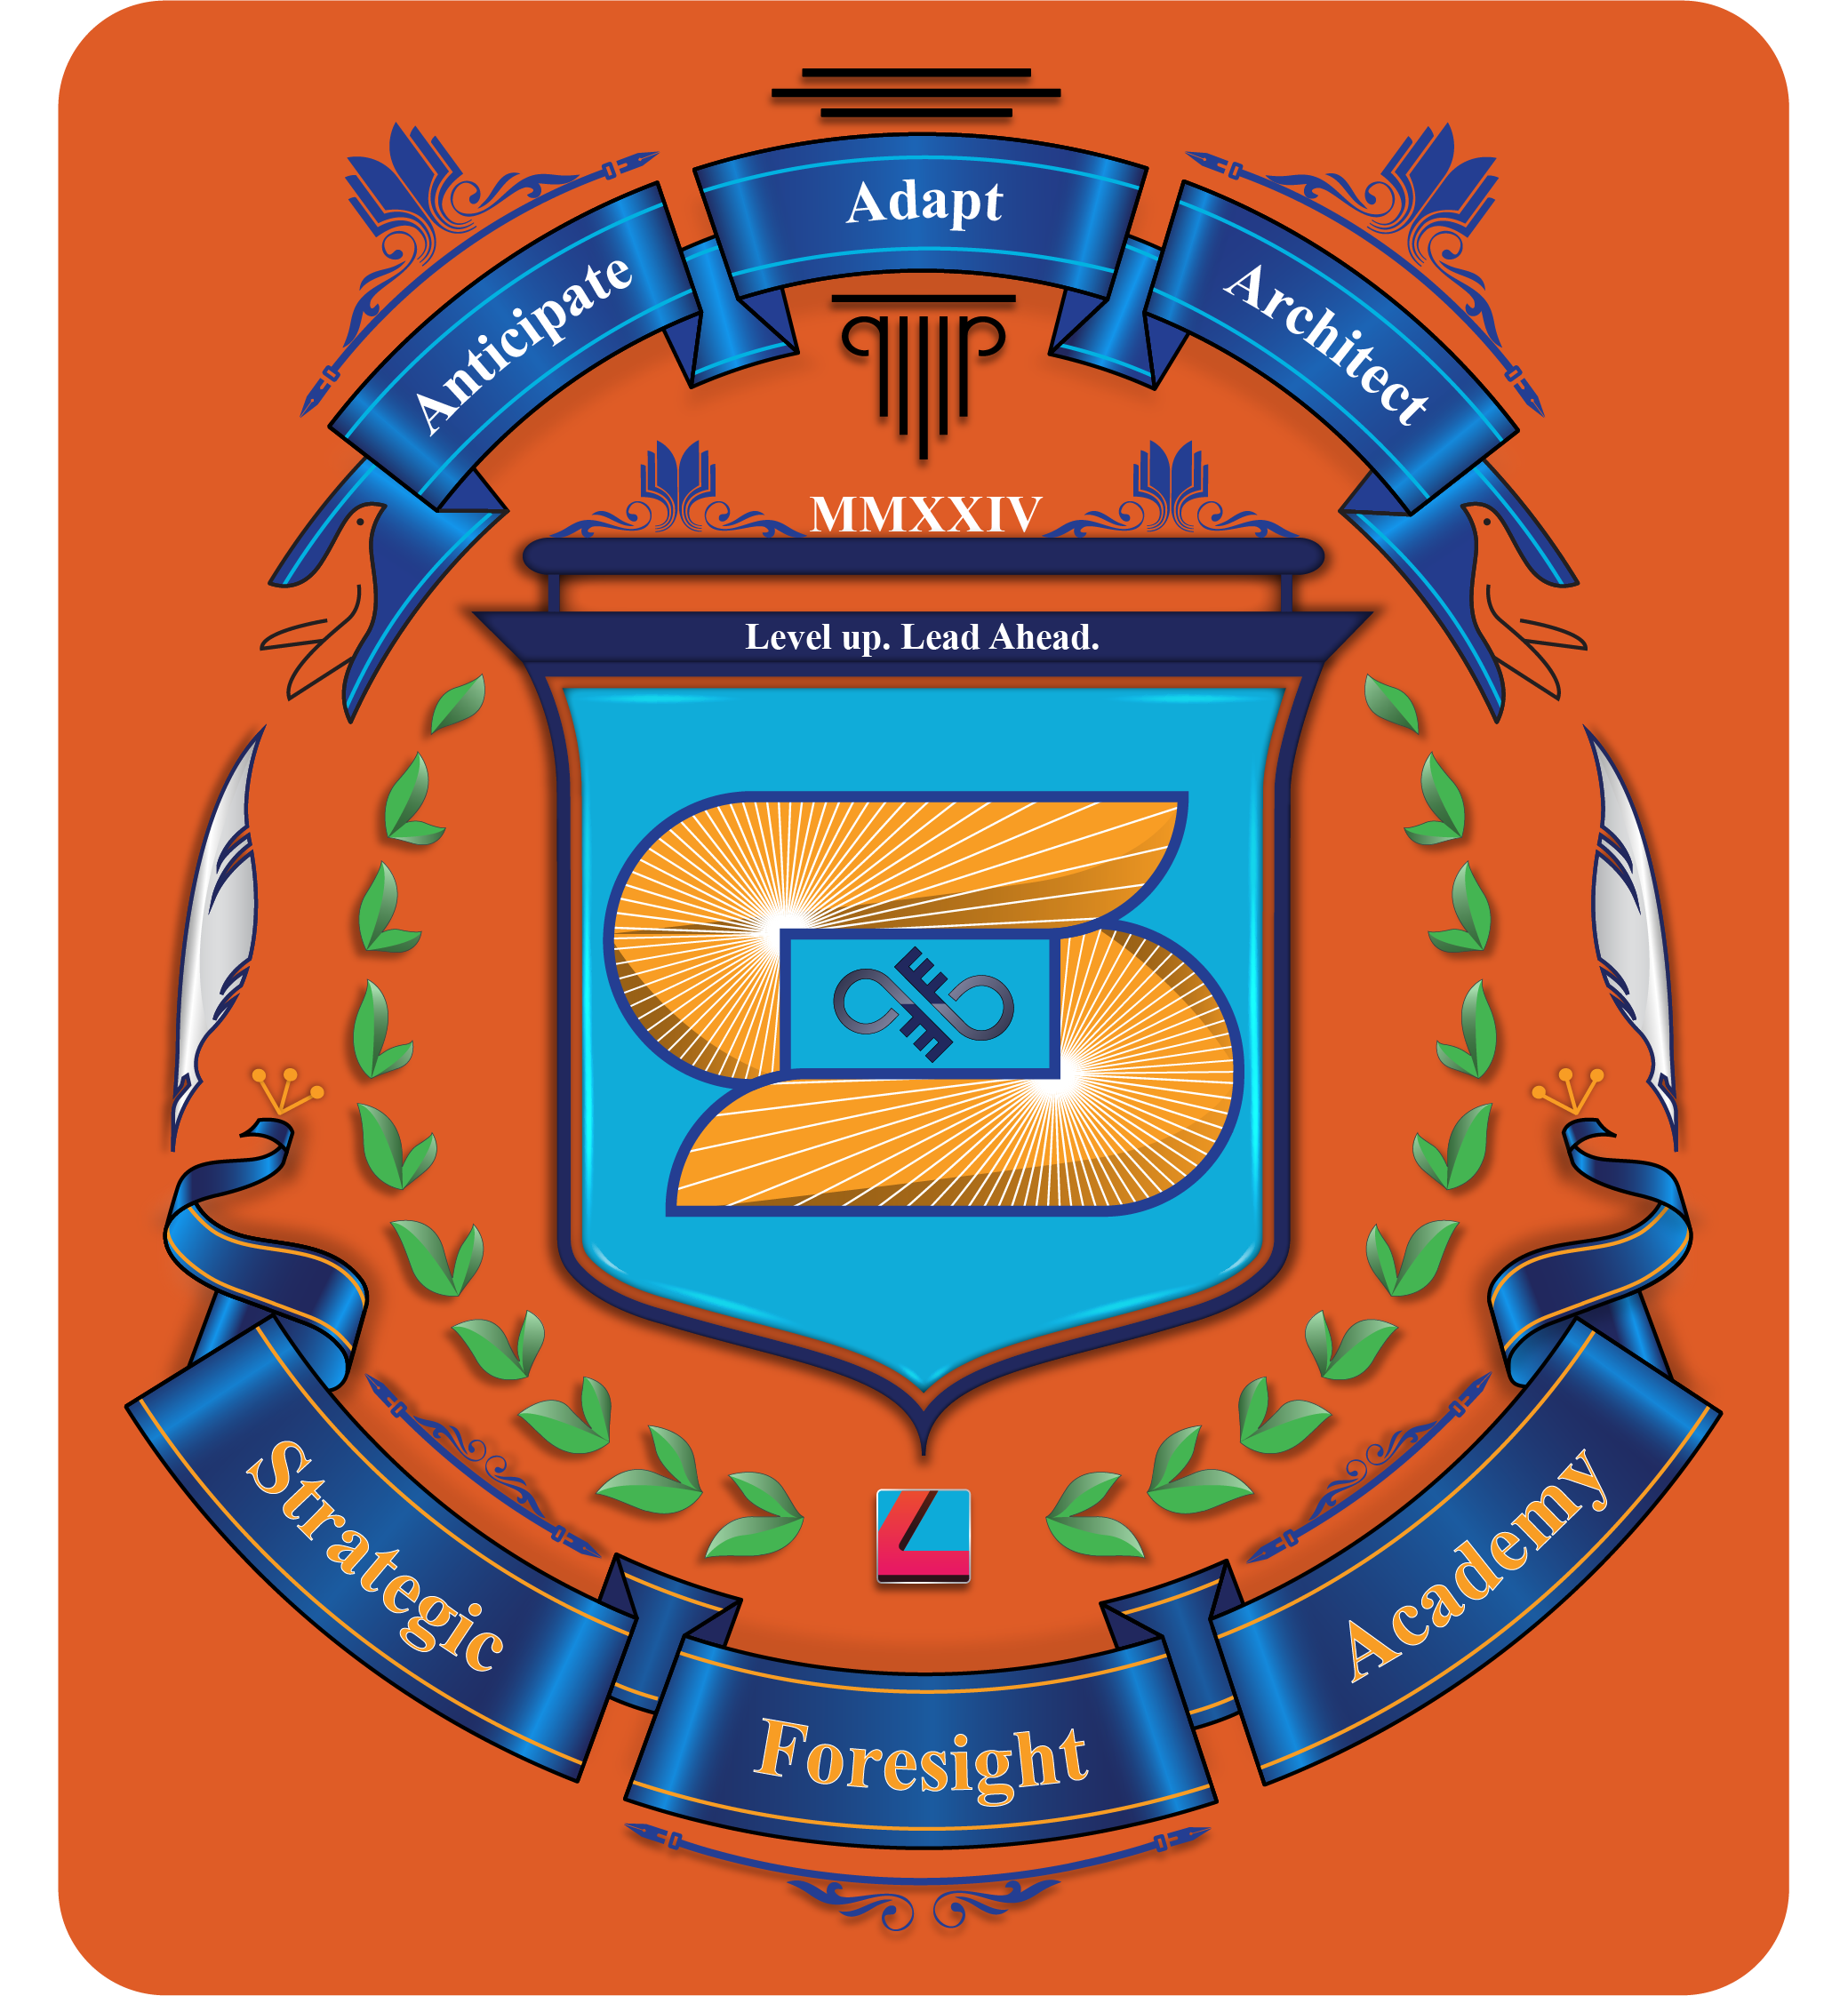 Anticipate
Adapt
Architect
MMXXIV
Level up. Lead Ahead.
Strategic
Foresight
Academy